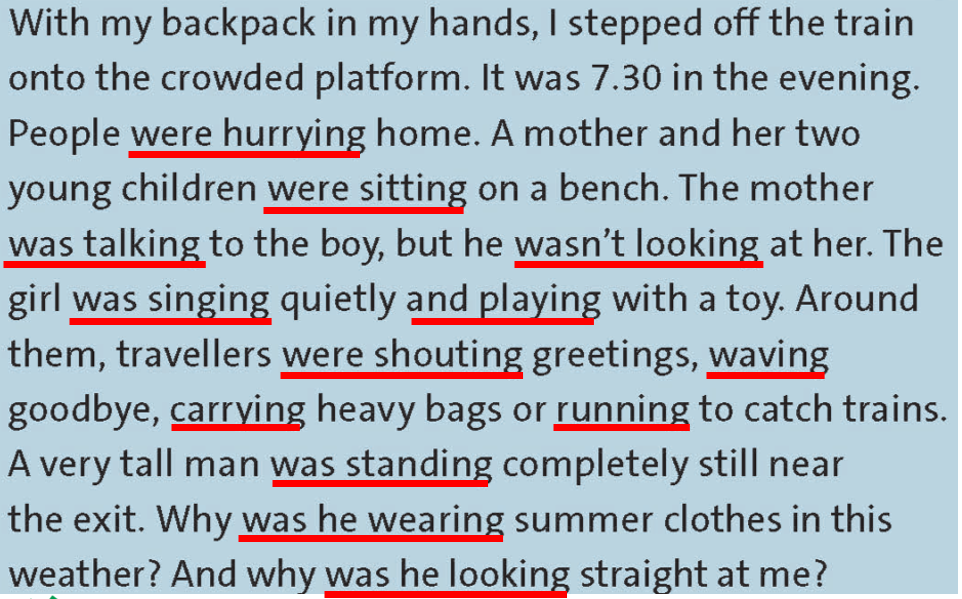 With my backpack in my hands, I stepped off the train
onto the crowded platform. It was 7.30 in the evening.
People were hurrying home. A mother and her two
young children were sitting on a bench. The mother
was talking to the boy, but he wasn’t looking at her. The
girl was singing quietly and playing with a toy. Around
them, travellers were shouting greetings, waving
goodbye, carrying heavy bags or running to catch trains.
A very tall man was standing completely still near
the exit. Why was he wearing summer clothes in this
weather? And why was he looking straight at me?